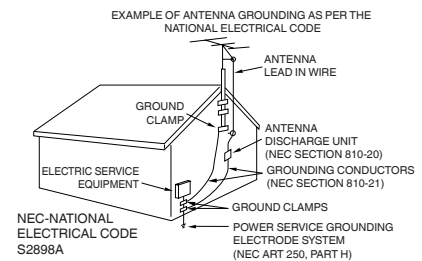 EXAMPLE OF ANTENNA GROUNDING AS PER THE
NATIONAL ELECTRICAL CODE
ANTENNA
LEAD IN WIRE
GROUND
CLAMP
ANTENNA
DISCHARGE UNIT
(NEC SECTION 810-20)
ELECTRIC SERVICE
EQUIPMENT
GROUNDING CONDUCTORS
(NEC SECTION 810-21)
GROUND CLAMPS
NEC-NATIONAL
ELECTRICAL CODE
S2898A
POWER SERVICE GROUNDING
ELECTRODE SYSTEM
(NEC ART 250, PART H)